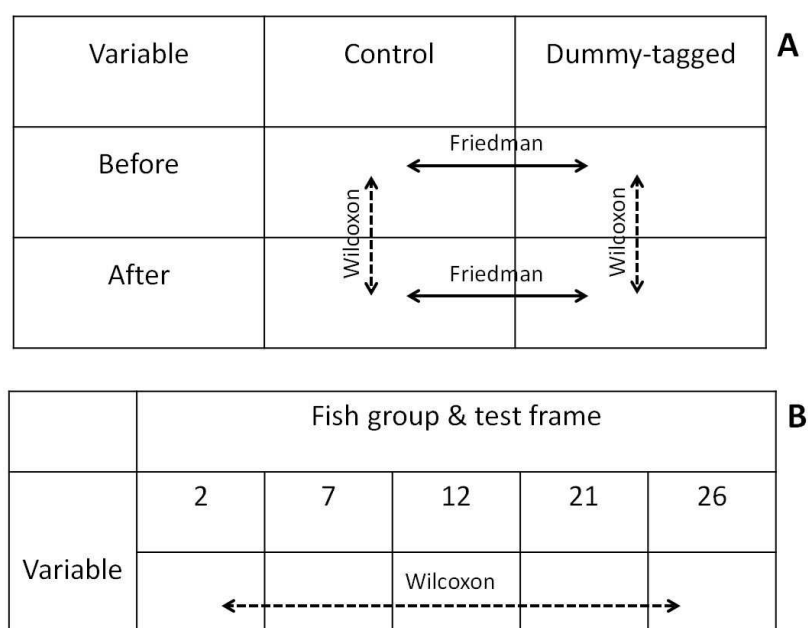 A
Variable Control Dummy-tagged
Friedman
Before
Wilcoxon Wilcoxon
After Friedman
B
Fish group & test frame
2 7 12 21 26
Variable
Wilcoxon